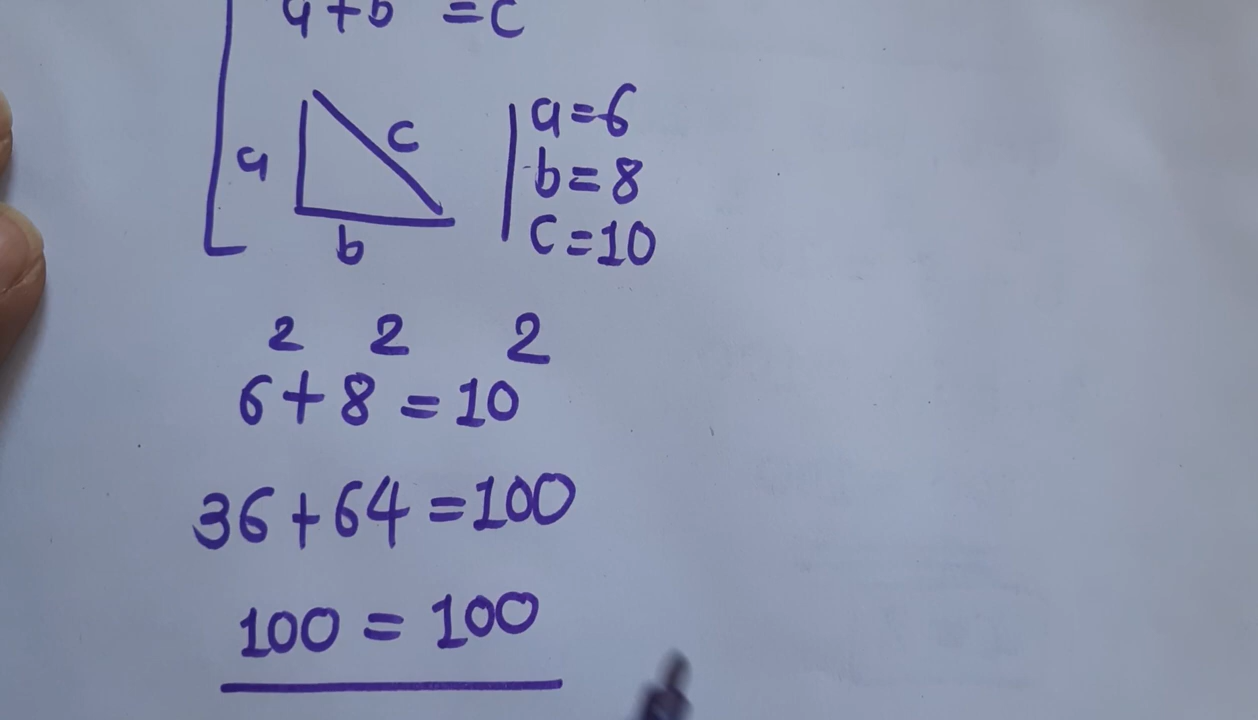 a+b =c
a
c
b
a=6
b=8
c=10
2 2 2
6+8=10
36+64=100
100=100